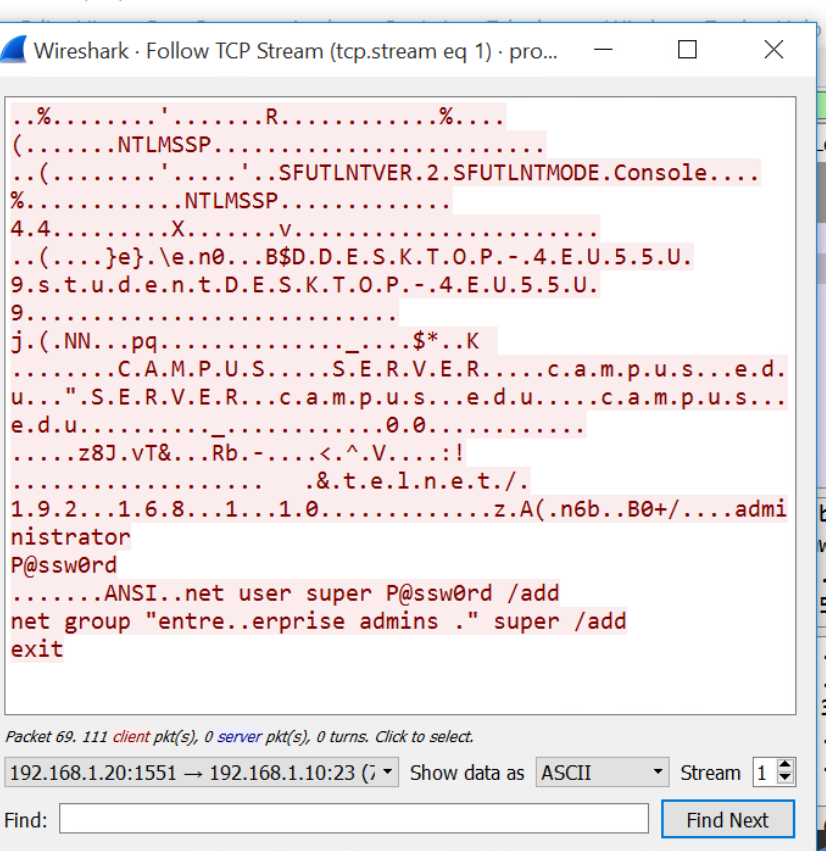 Wireshark · Follow TCP Stream (tcp.stream eq 1) · pro...
..%........'.......R............%....
(.......NTLMSSP.........................
..(........'.....'..SFUTLNTVER.2.SFUTLNTMODE.Console....
%............NTLMSSP.............
4.4.........X.......v........................
..(....}e}.\e.n0...B$D.D.E.S.K.T.O.P.-.4.E.U.5.5.U.
9.s.t.u.d.e.n.t.D.E.S.K.T.O.P.-.4.E.U.5.5.U.
9.............................
j.(.NN...pq..............._....$*..K
........C.A.M.P.U.S.....S.E.R.V.E.R.....c.a.m.p.u.s...e.d.
u...".S.E.R.V.E.R...c.a.m.p.u.s...e.d.u.....c.a.m.p.u.s...
e.d.u.........._.............0.0............
.....z8J.vT&...Rb.-....<.^.V....:!
................... .&.t.e.l.n.e.t./.
1.9.2...1.6.8...1...1.0.............z.A(.n6b..B0+/....admi
nistrator
P@ssw0rd
.......ANSI..net user super P@ssw0rd /add
net group "entre..erprise admins ." super /add
exit
Packet 69. 111 client pkt(s), 0 server pkt(s), 0 turns. Click to select.
192.168.1.20:1551 → 192.168.1.10:23 (7 Show data as ASCII Stream 1
Find: Find Next